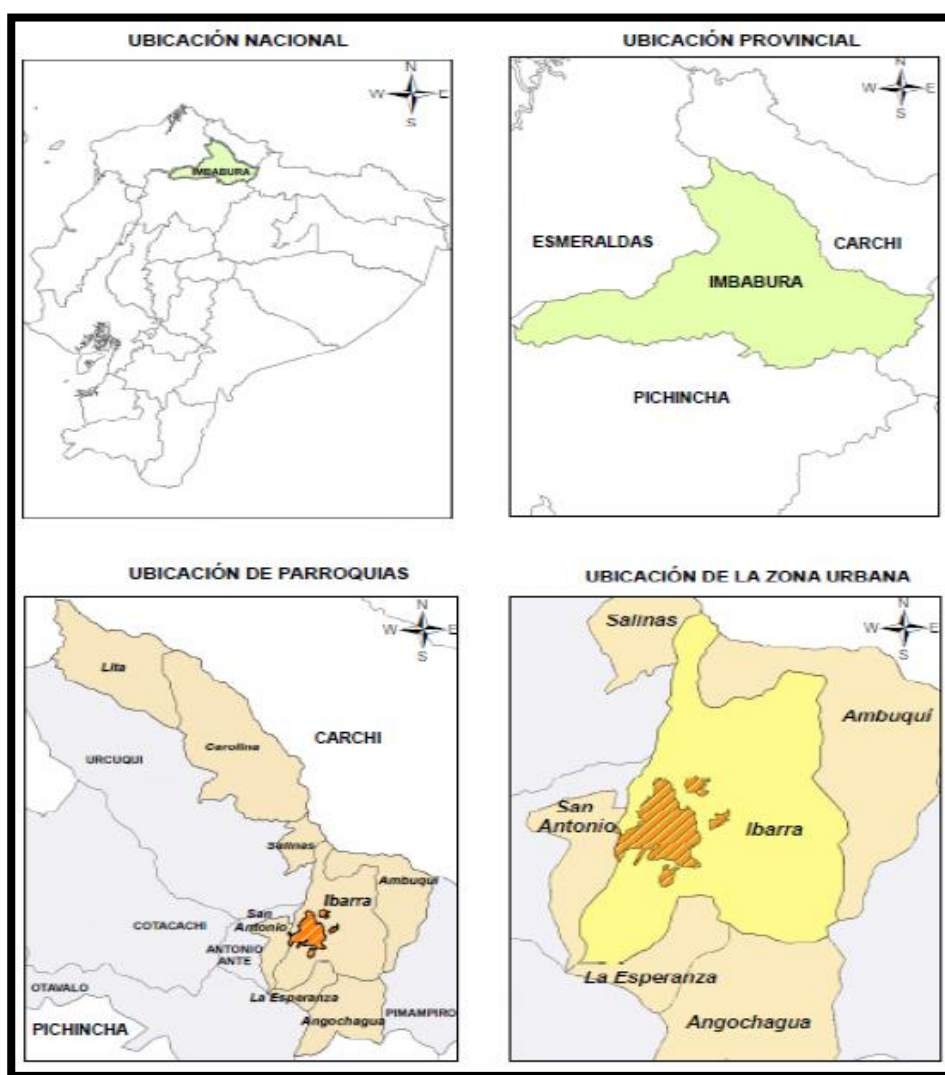 UBICACIÓN NACIONAL
N
W E
S
IMBABURA
UBICACIÓN PROVINCIAL
N
W E
S
ESMERALDAS
CARCHI
IMBABURA
PICHINCHA
UBICACIÓN DE PARROQUIAS
N
W E
S
Lita
CARCHI
URCUQUI
Carolina
Salinas
Ambuquí
Ibarra
San
Antonio
COTACACHI
ANTONIO
ANTE
OTAVALO
La Esperanza
PIMAMPIRO
Angochagua
PICHINCHA
UBICACIÓN DE LA ZONA URBANA
N
W E
S
Salinas
Ambuquí
San
Antonio
Ibarra
La Esperanza
Angochagua